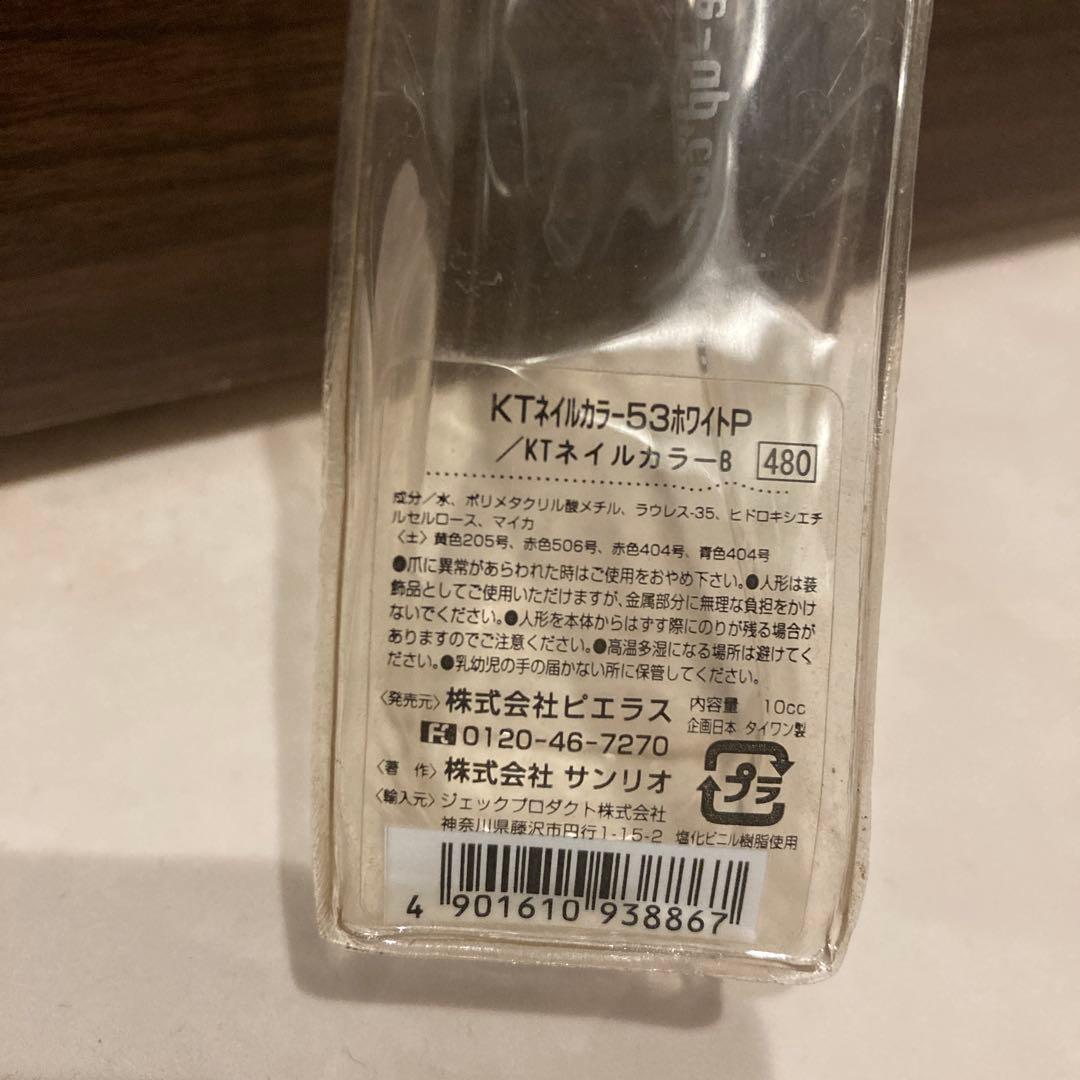 s-gb.cos
KTネイルカラー53ホワイトP
/KTネイルカラーB 480
成分/水、ポリメタクリル酸メチル、ラウレス-35、ヒドロキシエチ
ルセルロース、マイカ
〈±〉黄色205号、赤色506号、赤色404号、青色404号
●爪に異常があらわれた時はご使用をおやめ下さい。●人形は装
飾品としてご使用いただけますが、金属部分に無理な負担をかけ
ないでください。●人形を本体からはずす際にのりが残る場合が
ありますのでご注意ください。●高温多湿になる場所は避けてく
ださい。●乳幼児の手の届かない所に保管してください。
〈発売元〉株式会社ピエラス 内容量 10cc
企画日本 タイワン製
0120-46-7270
〈著 作〉株式会社 サンリオ
プラ
〈輸入元〉ジェックプロダクト株式会社
神奈川県藤沢市円行1-15-2 塩化ビニル樹脂使用
4 901610 938867